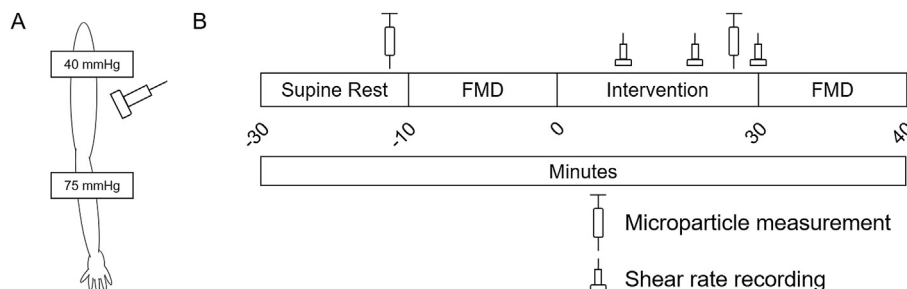 A
40 mmHg
75 mmHg
B
Supine Rest
FMD
Intervention
FMD
-30
-10
0
30
40
Minutes
Microparticle measurement
Shear rate recording